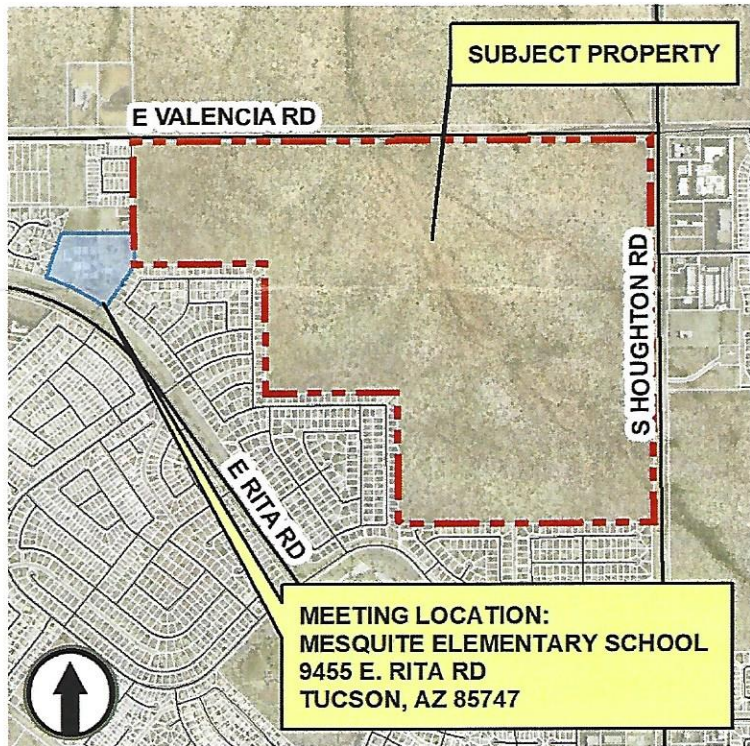 SUBJECT PROPERTY
E VALENCIA RD
S HOUGHTON RD
E RITA RD
MEETING LOCATION:
MESQUITE ELEMENTARY SCHOOL
9455 E. RITA RD
TUCSON, AZ 85747